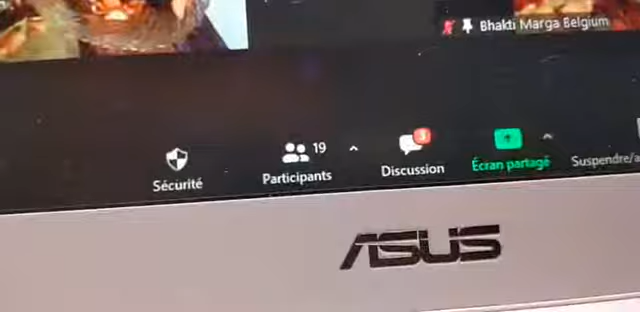 Bhakti Marga Belgium
19
3
Sécurité
Participants
Discussion
Écran partagé
Suspendre/a
ASUS